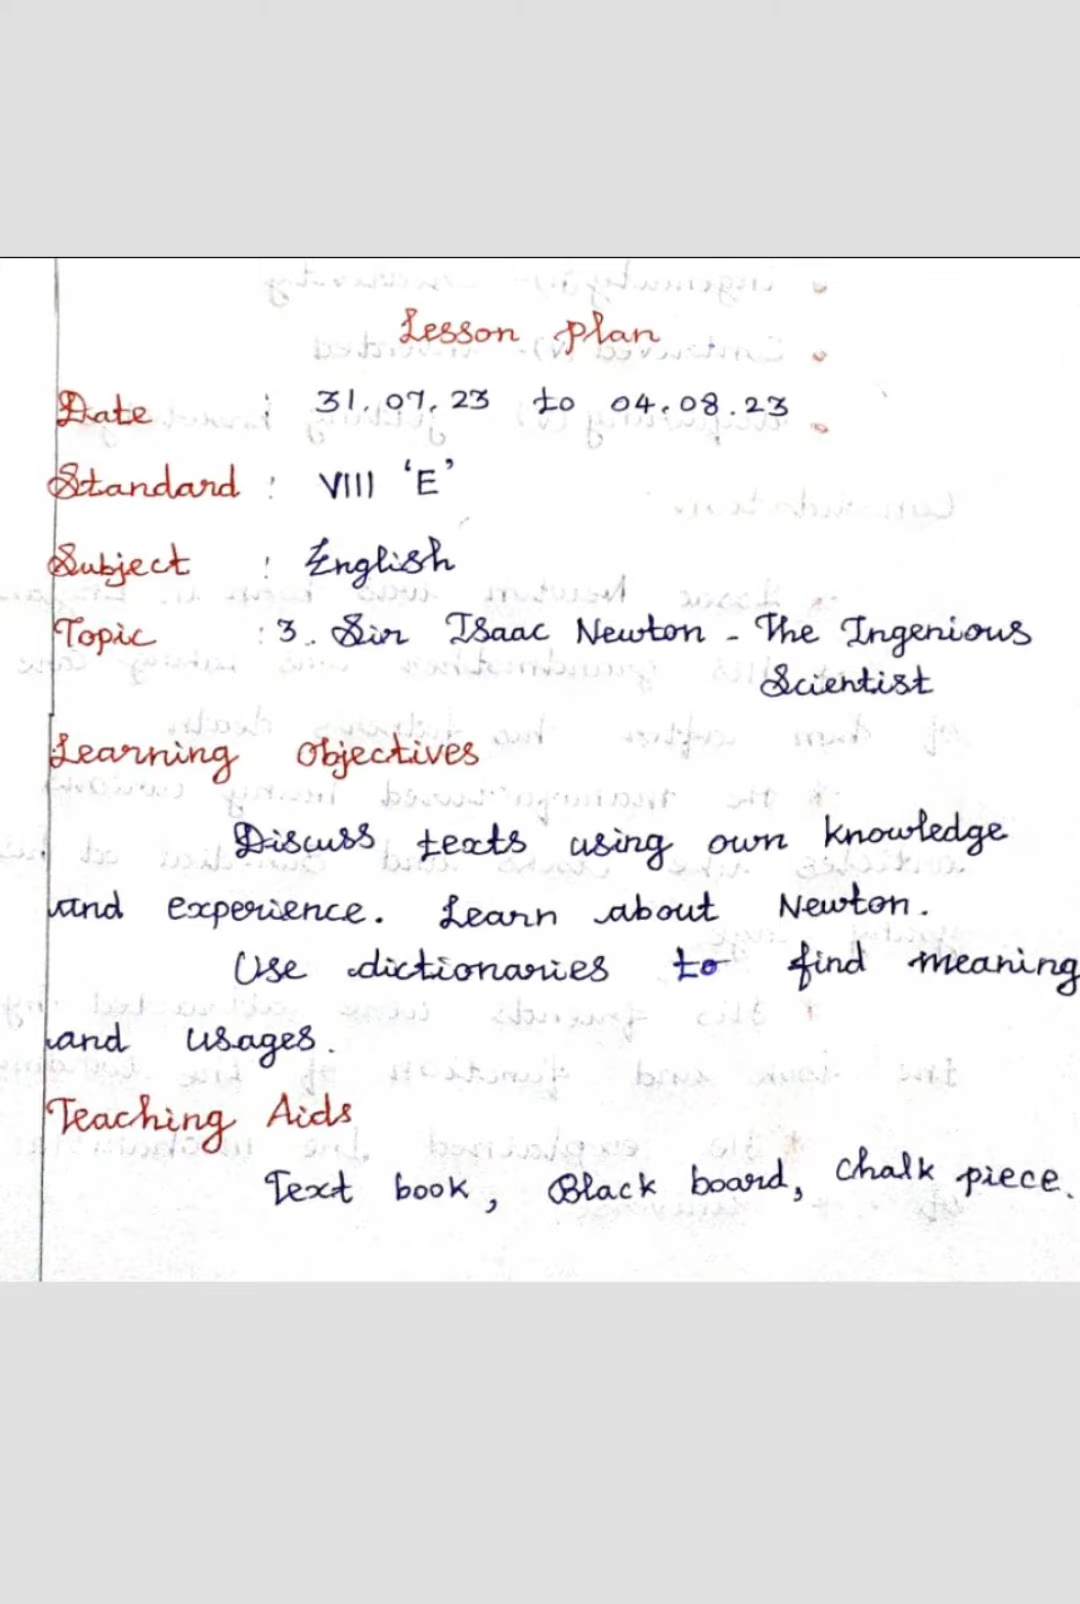 Lesson plan
Date : 31.07.23 to 04.08.23
Standard : VIII 'E'
Subject : English
Topic : 3. Sir Isaac Newton - The Ingenious
Scientist
Learning Objectives
Discuss texts using own knowledge
and experience. Learn about Newton.
Use dictionaries to find meaning
and usages.
Teaching Aids
Text book, Black board, chalk piece.